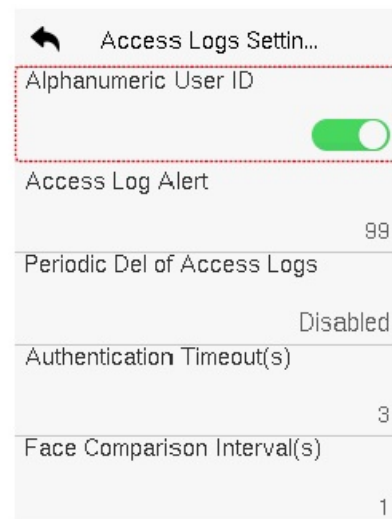 Access Logs Settin...
Alphanumeric User ID
Access Log Alert
99
Periodic Del of Access Logs
Disabled
Authentication Timeout(s)
3
Face Comparison Interval(s)
1